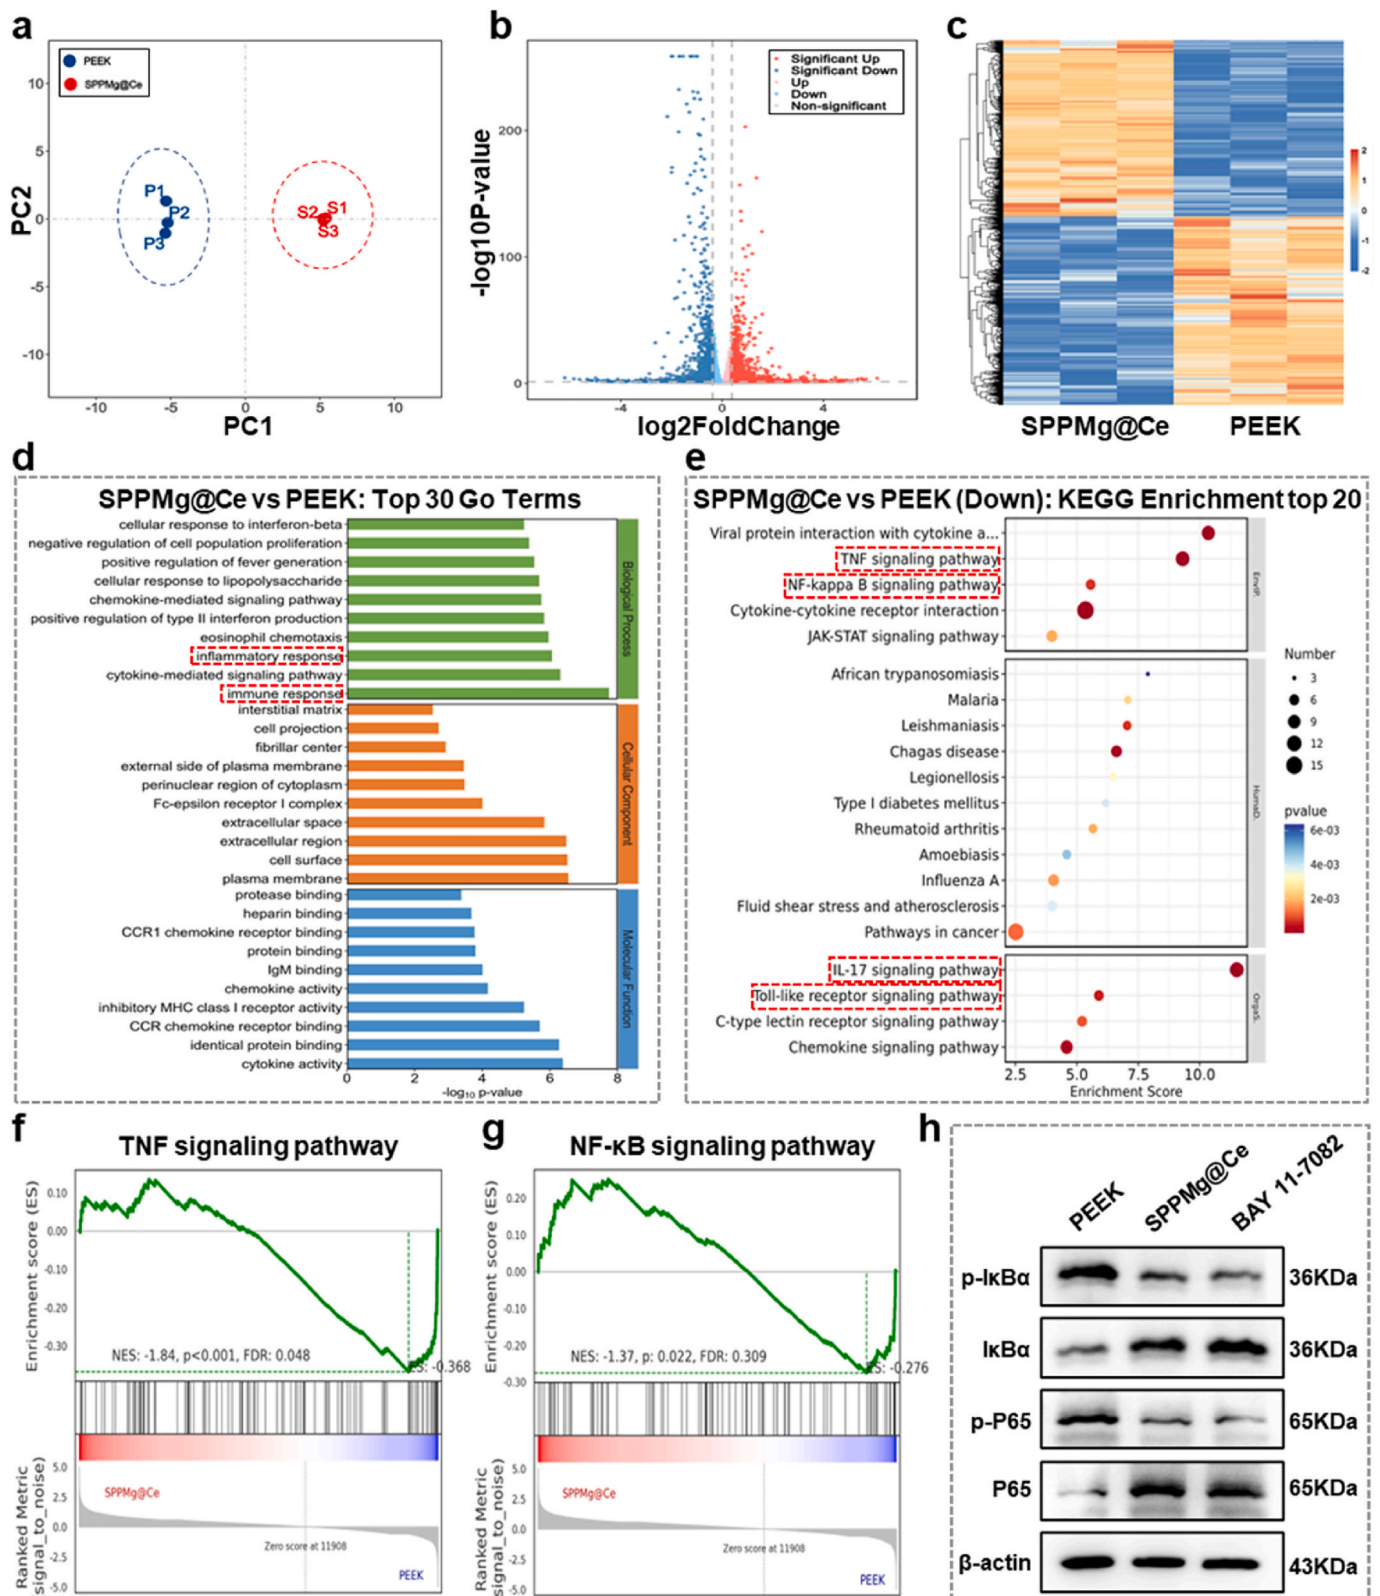 a
PEEK
SPPMg@Ce
10
5
0
-5
-10
P1
P2
P3
S2
S1
S3
-10
-5
0
5
10
PC2
PC1
b
Significant Up
Significant Down
Up
Down
Non-significant
200
100
0
-4
0
4
-log10P-value
log2FoldChange
c
2
1
0
-1
-2
SPPMg@Ce
PEEK
d
SPPMg@Ce vs PEEK: Top 30 Go Terms
cellular response to interferon-beta
negative regulation of cell population proliferation
positive regulation of fever generation
cellular response to lipopolysaccharide
chemokine-mediated signaling pathway
positive regulation of type II interferon production
eosinophil chemotaxis
inflammatory response
cytokine-mediated signaling pathway
immune response
Biological Process
interstitial matrix
cell projection
fibrillar center
external side of plasma membrane
perinuclear region of cytoplasm
Fc-epsilon receptor I complex
extracellular space
extracellular region
cell surface
plasma membrane
Cellular Component
protease binding
heparin binding
CCR1 chemokine receptor binding
protein binding
IgM binding
chemokine activity
inhibitory MHC class I receptor activity
CCR chemokine receptor binding
identical protein binding
cytokine activity
Molecular Function
0
2
4
6
8
-log₁₀ p-value
e
SPPMg@Ce vs PEEK (Down): KEGG Enrichment top 20
Viral protein interaction with cytokine a...
TNF signaling pathway
NF-kappa B signaling pathway
Cytokine-cytokine receptor interaction
JAK-STAT signaling pathway
EnvIP.
African trypanosomiasis
Malaria
Leishmaniasis
Chagas disease
Legionellosis
Type I diabetes mellitus
Rheumatoid arthritis
Amoebiasis
Influenza A
Fluid shear stress and atherosclerosis
Pathways in cancer
HumaD.
IL-17 signaling pathway
Toll-like receptor signaling pathway
C-type lectin receptor signaling pathway
Chemokine signaling pathway
OrgaS.
2.5
5.0
7.5
10.0
Enrichment Score
Number
3
6
9
12
15
pvalue
6e-03
4e-03
2e-03
f
TNF signaling pathway
Enrichment score (ES)
0.10
0.00
-0.10
-0.20
-0.30
NES: -1.84, p<0.001, FDR: 0.048
ES: -0.368
Ranked Metric
signal_to_noise)
5.0
2.5
0.0
-2.5
-5.0
SPPMg@Ce
Zero score at 11908
PEEK
g
NF-κB signaling pathway
Enrichment score (ES)
0.20
0.10
0.00
-0.10
-0.20
-0.30
NES: -1.37, p: 0.022, FDR: 0.309
ES: -0.276
Ranked Metric
signal_to_noise)
5.0
2.5
0.0
-2.5
-5.0
SPPMg@Ce
Zero score at 11908
PEEK
h
PEEK
SPPMg@Ce
BAY 11-7082
p-IκBα
36KDa
IκBα
36KDa
p-P65
65KDa
P65
65KDa
β-actin
43KDa